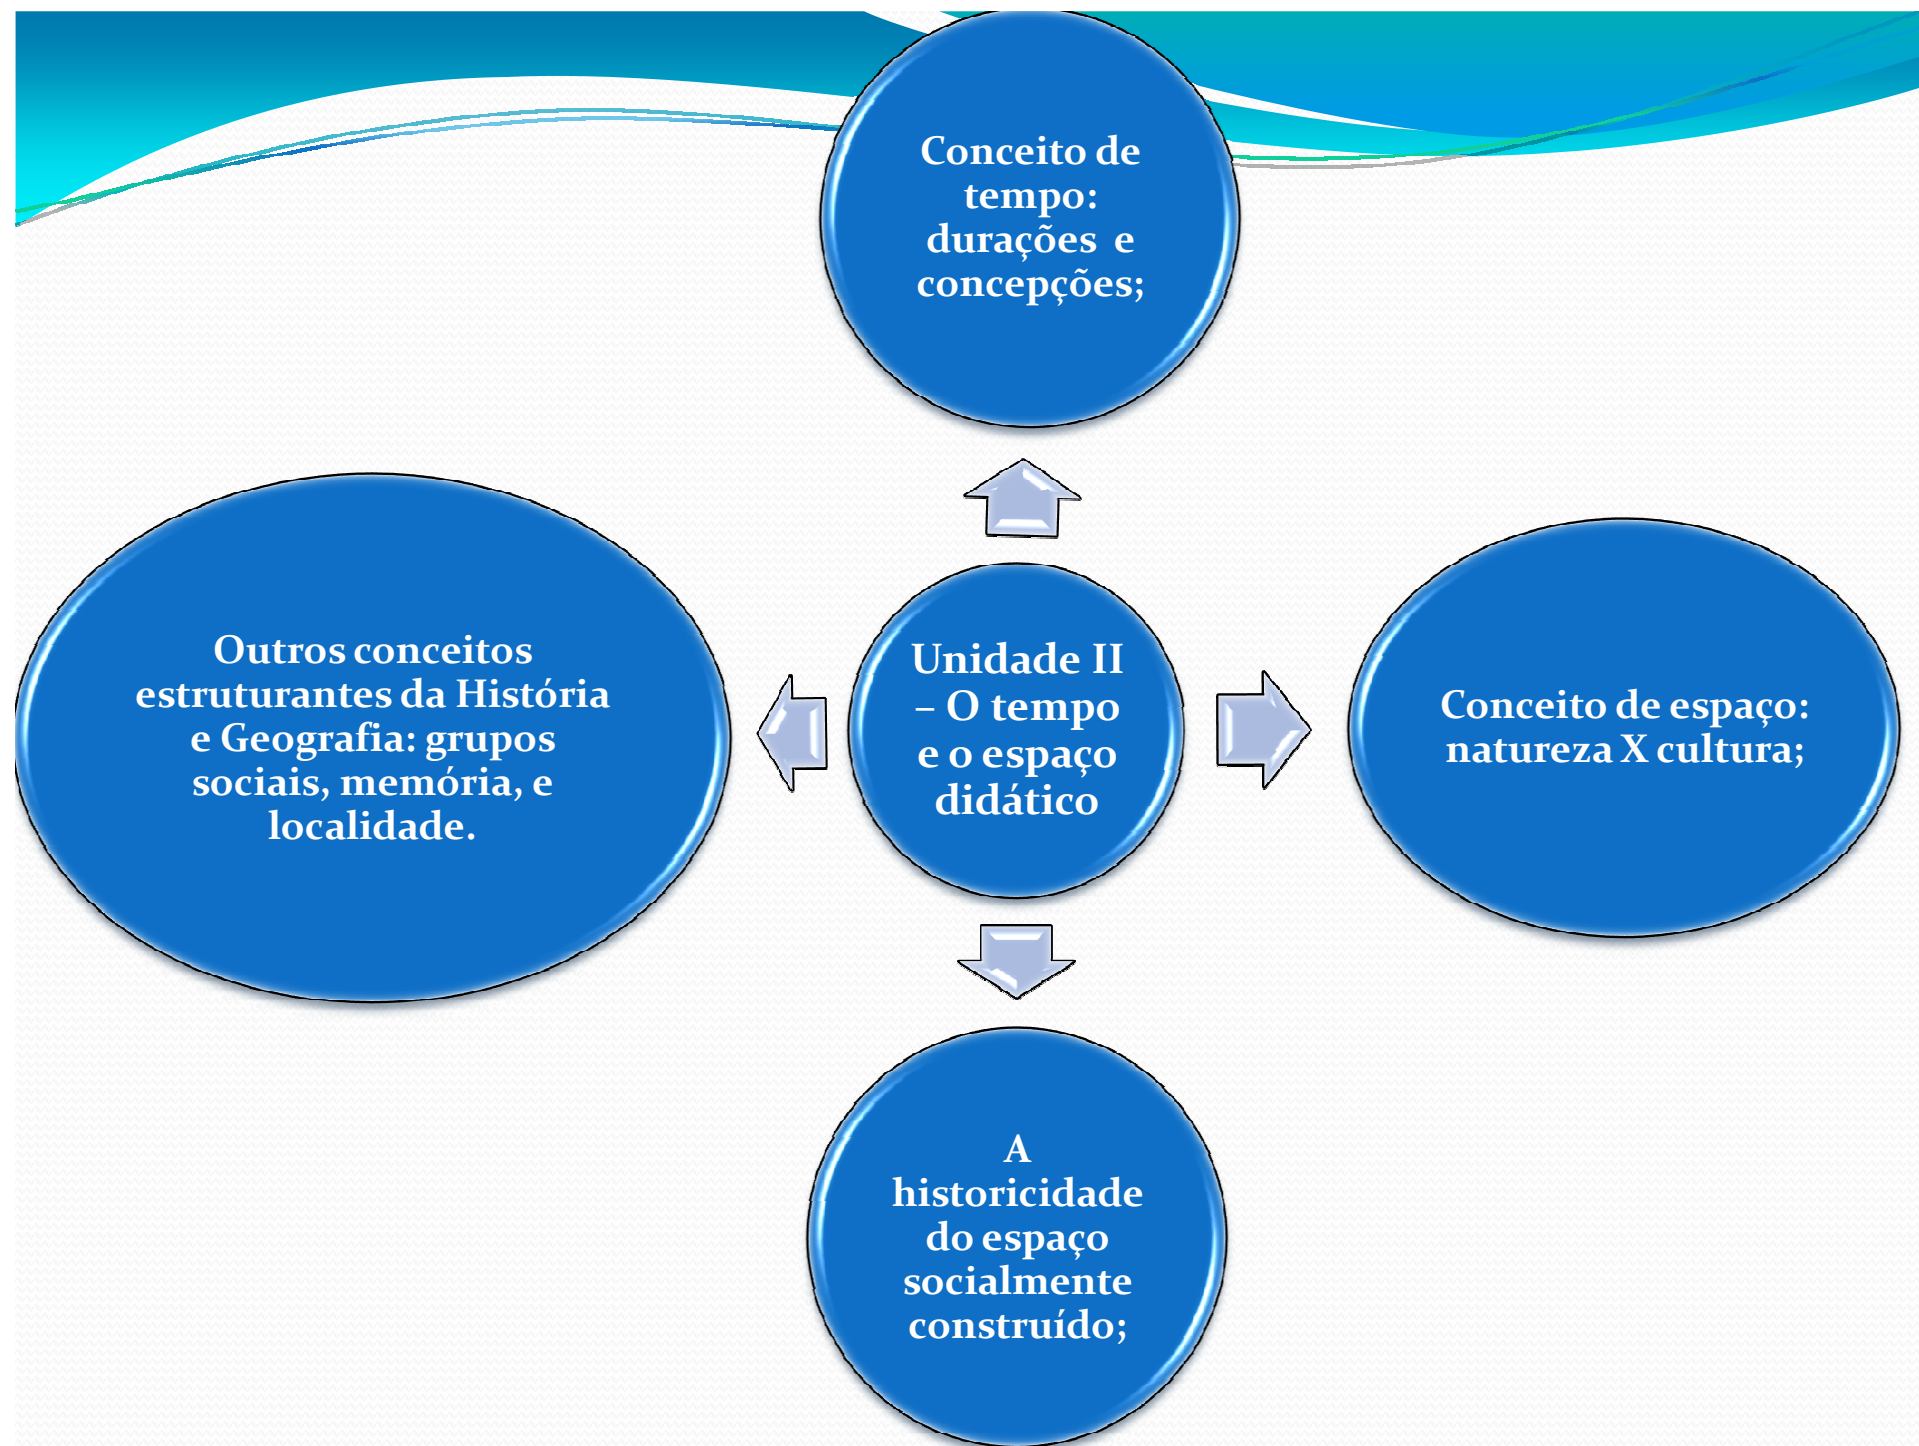 Conceito de
tempo:
durações e
concepções;
Outros conceitos
estruturantes da História
e Geografia: grupos
sociais, memória, e
localidade.
Unidade II
– O tempo
e o espaço
didático
Conceito de espaço:
natureza X cultura;
A
historicidade
do espaço
socialmente
construído;